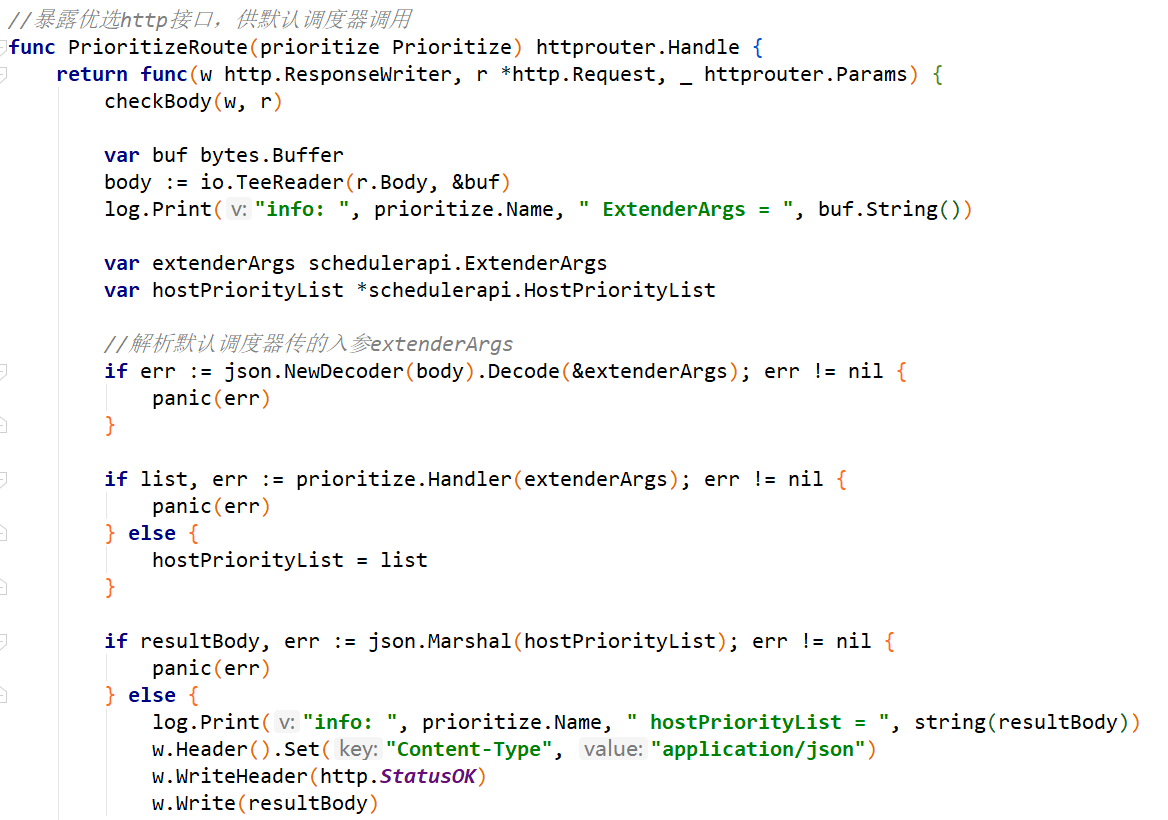 //暴露优选http接口，供默认调度器调用
func PrioritizeRoute(prioritize Prioritize) httprouter.Handle {
    return func(w http.ResponseWriter, r *http.Request, _ httprouter.Params) {
        checkBody(w, r)

        var buf bytes.Buffer
        body := io.TeeReader(r.Body, &buf)
        log.Print( v: "info: ", prioritize.Name, " ExtenderArgs = ", buf.String())

        var extenderArgs schedulerapi.ExtenderArgs
        var hostPriorityList *schedulerapi.HostPriorityList

        //解析默认调度器传的入参extenderArgs
        if err := json.NewDecoder(body).Decode(&extenderArgs); err != nil {
            panic(err)
        }

        if list, err := prioritize.Handler(extenderArgs); err != nil {
            panic(err)
        } else {
            hostPriorityList = list
        }

        if resultBody, err := json.Marshal(hostPriorityList); err != nil {
            panic(err)
        } else {
            log.Print( v: "info: ", prioritize.Name, " hostPriorityList = ", string(resultBody))
            w.Header().Set( key: "Content-Type", value: "application/json")
            w.WriteHeader(http.StatusOK)
            w.Write(resultBody)